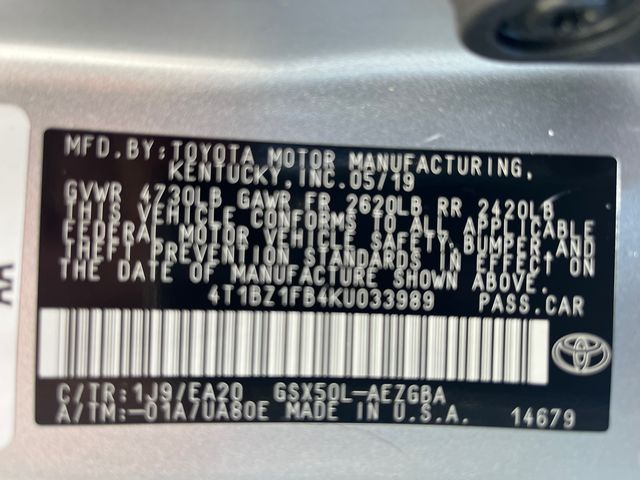 MFD.BY:TOYOTA MOTOR MANUFACTURING,
KENTUCKY,INC.05/19
GVWR 4730LB GAWR FR 2620LB RR 2420LB
THIS VEHICLE CONFORMS TO ALL APPLICABLE
FEDERAL MOTOR VEHICLE SAFETY,BUMPER,AND
THEFT PREVENTION STANDARDS IN EFFECT ON
THE DATE OF MANUFACTURE SHOWN ABOVE.
4T1BZ1FB4KU033989 PASS.CAR
C/TR:1J9/EA20 GSX50L-AEZGBA
A/TM:-01A/UA80E MADE IN U.S.A. 14679